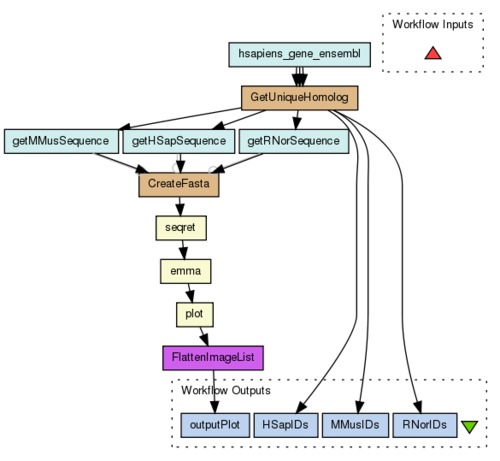 Workflow Inputs
hsapiens_gene_ensembl
GetUniqueHomolog
getMMusSequence
getHSapSequence
getRNorSequence
CreateFasta
seqret
emma
plot
FlattenImageList
Workflow Outputs
outputPlot
HSapIDs
MMusIDs
RNorIDs